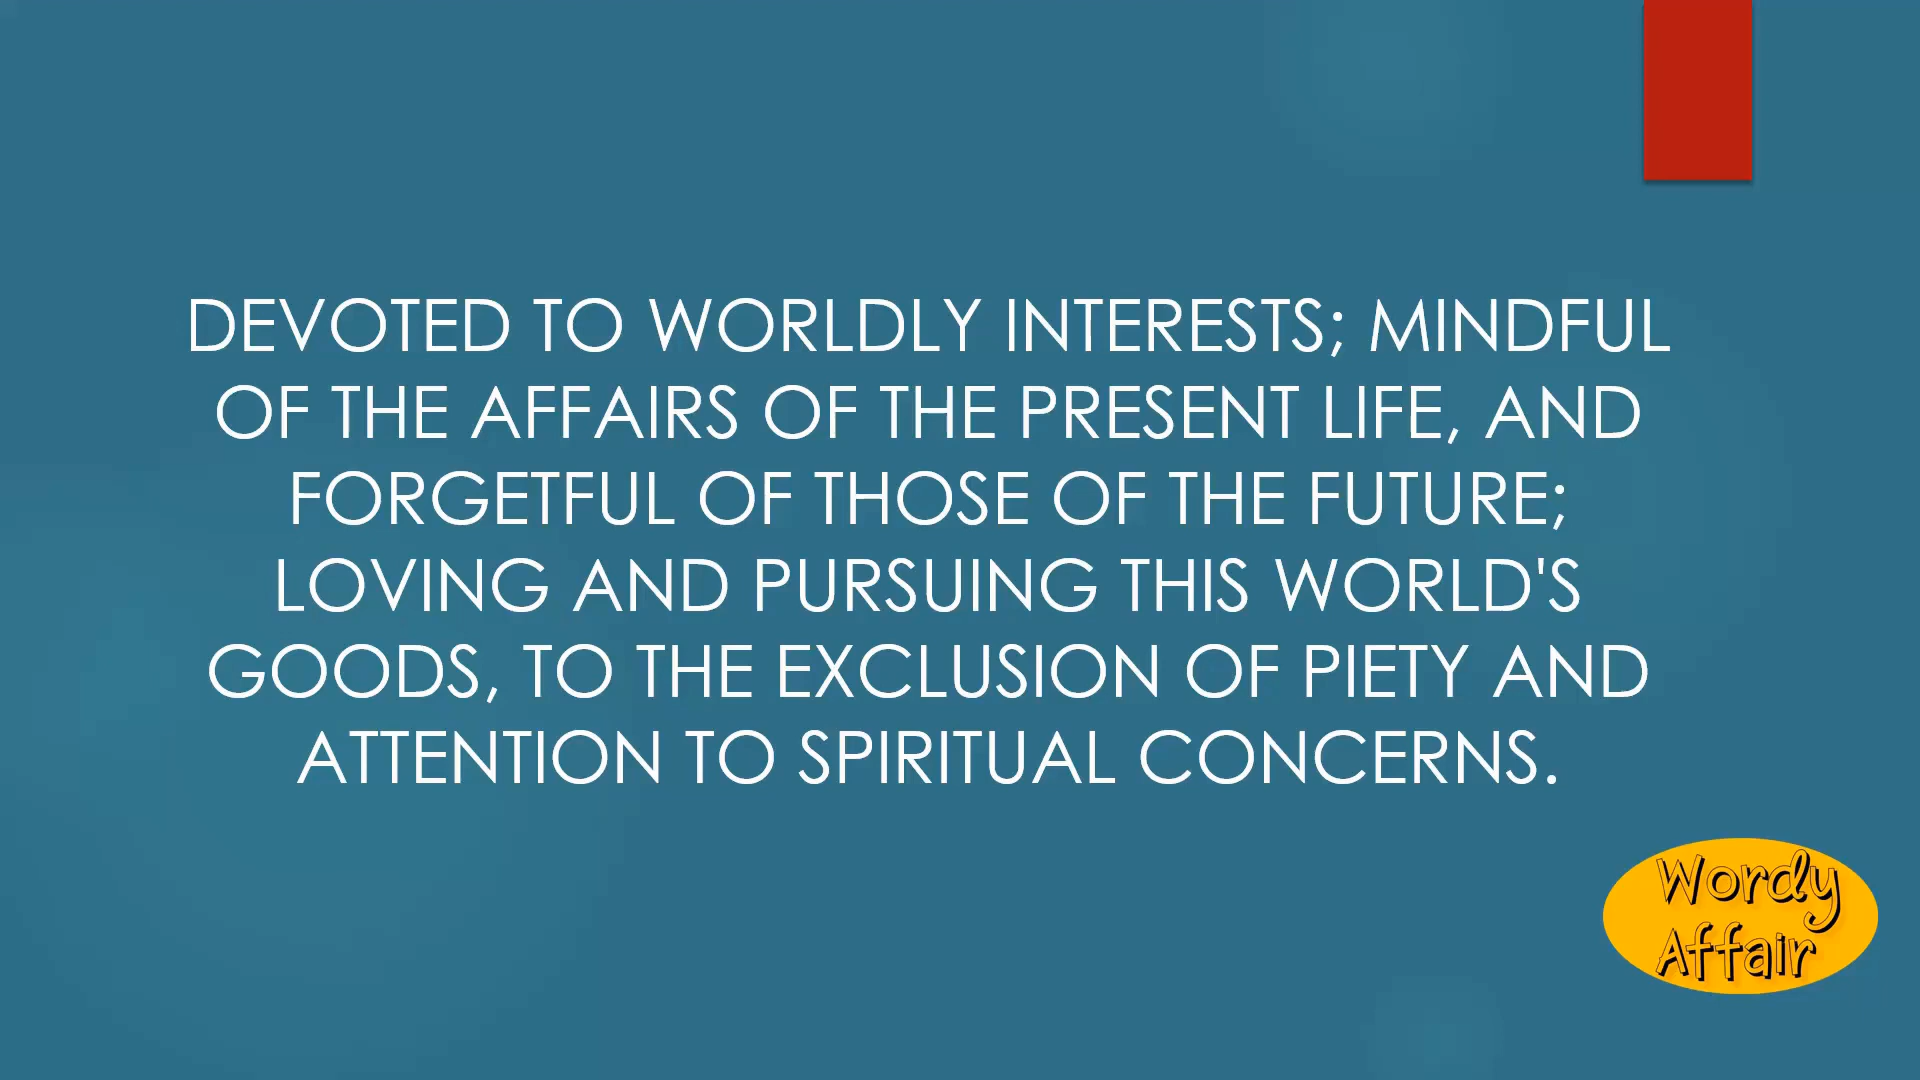 DEVOTED TO WORLDLY INTERESTS; MINDFUL
OF THE AFFAIRS OF THE PRESENT LIFE, AND
FORGETFUL OF THOSE OF THE FUTURE;
LOVING AND PURSUING THIS WORLD'S
GOODS, TO THE EXCLUSION OF PIETY AND
ATTENTION TO SPIRITUAL CONCERNS.
Wordy
Affair